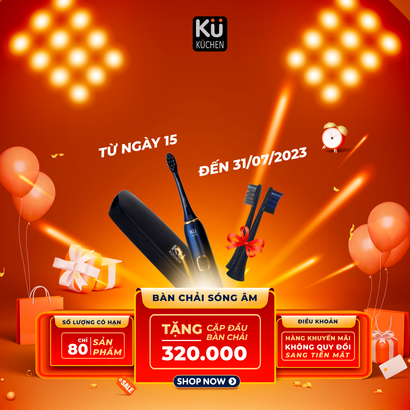 Kü
KÜCHEN
TỪ NGÀY 15
ĐẾN 31/07/2023
KÜ
BÀN CHẢI SÓNG ÂM
SỐ LƯỢNG CÓ HẠN
CHỈ
80
SẢN
PHẨM
TẶNG
CẶP ĐẦU
BÀN CHẢI
320.000
ĐIỀU KHOẢN
HÀNG KHUYẾN MÃI
KHÔNG QUY ĐỔI
SANG TIỀN MẶT
SALE
SHOP NOW